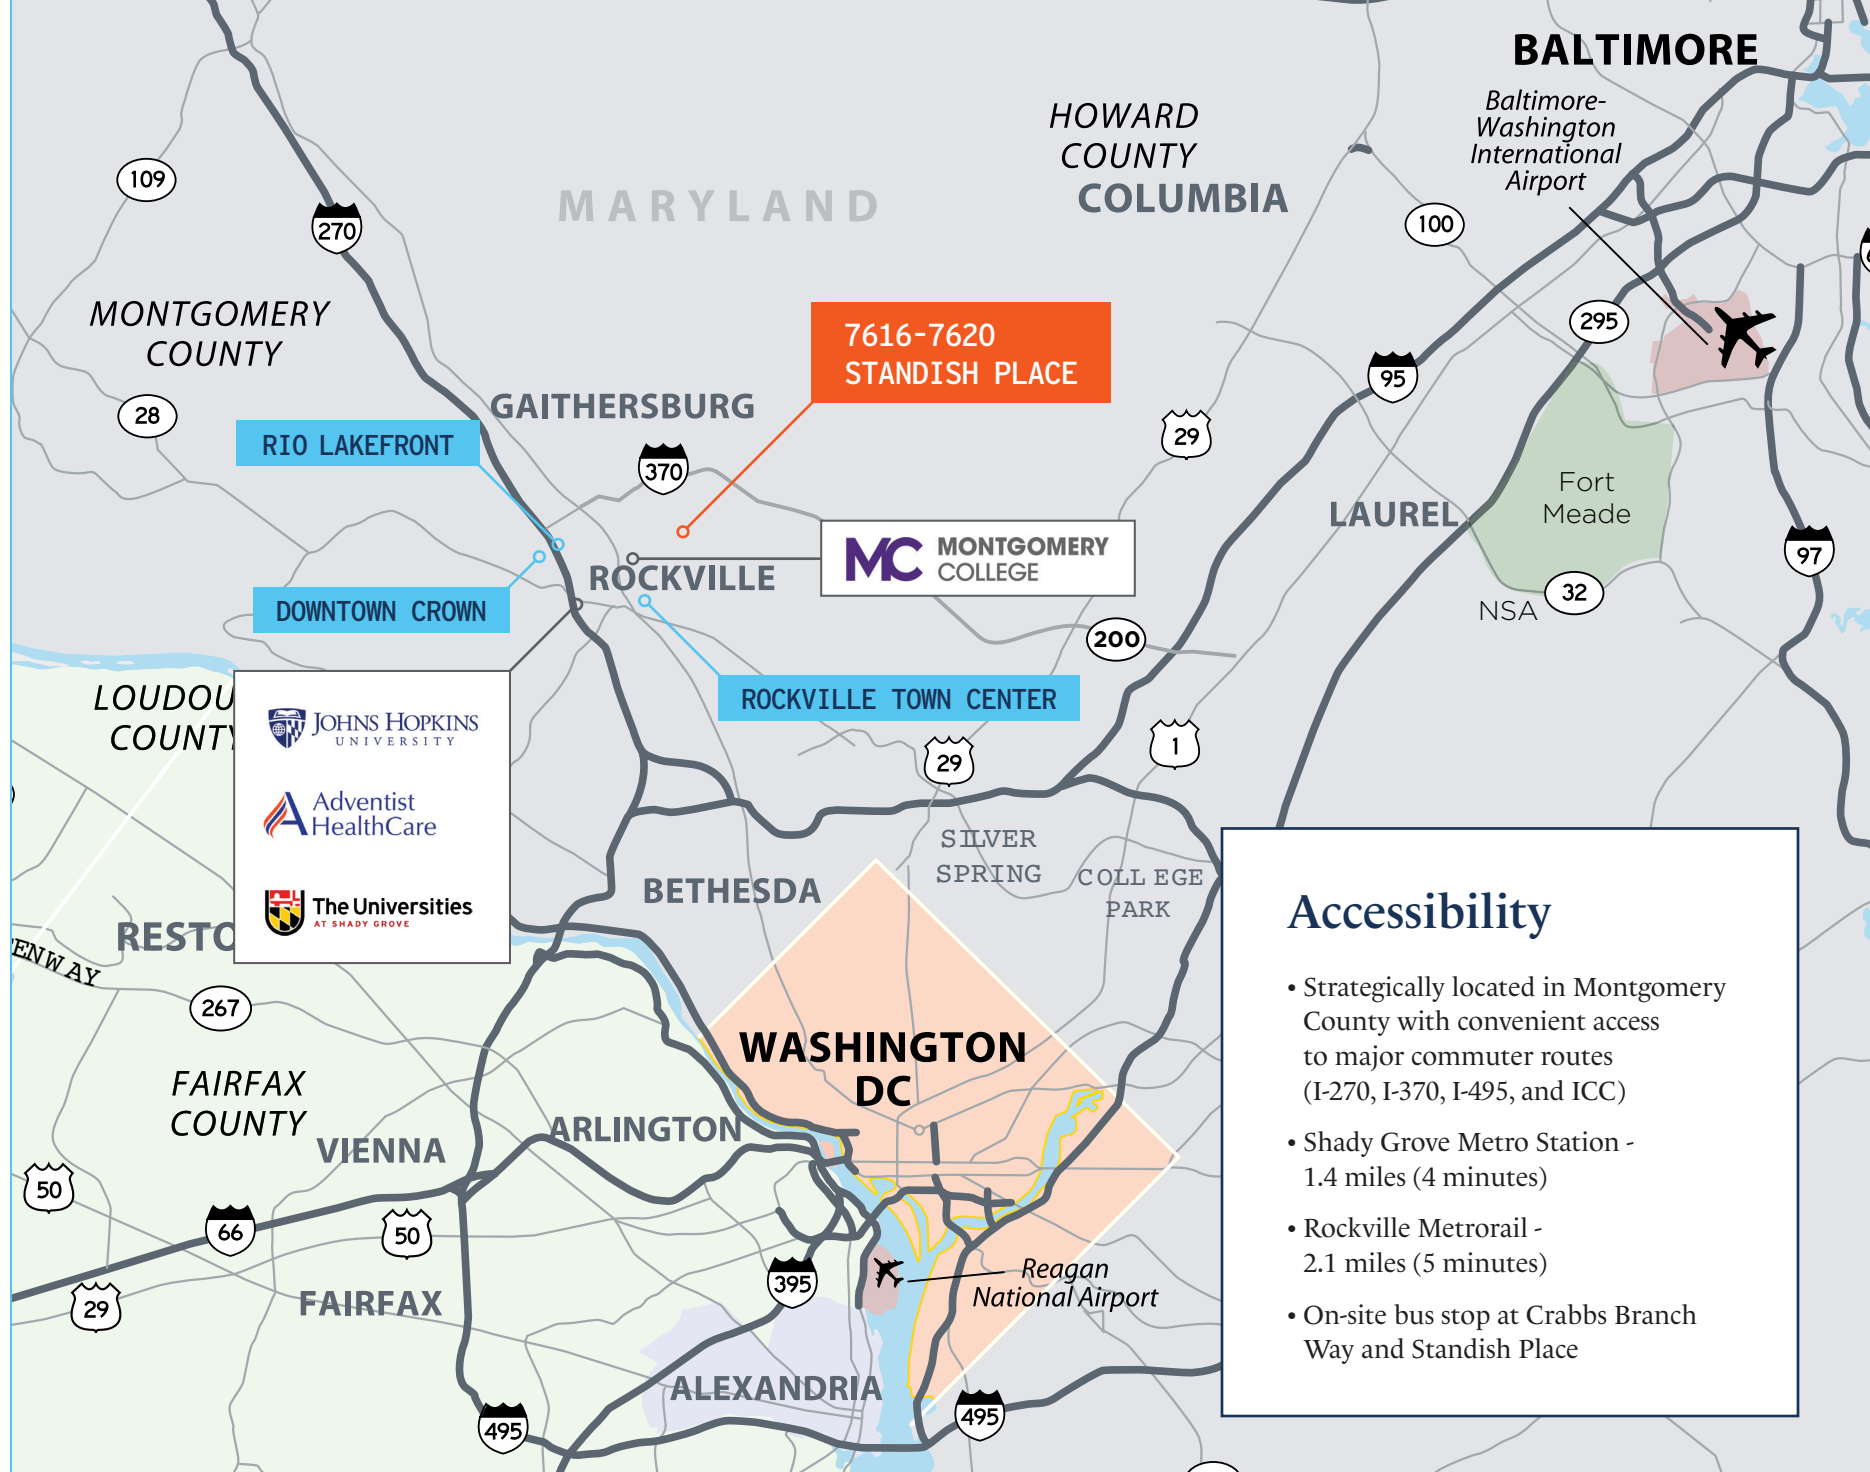 BALTIMORE
Baltimore-
Washington
International
Airport
HOWARD
COUNTY
COLUMBIA
MARYLAND
109
270
100
MONTGOMERY
COUNTY
7616-7620
STANDISH PLACE
295
95
28
GAITHERSBURG
29
RIO LAKEFRONT
370
Fort
Meade
LAUREL
MC MONTGOMERY
COLLEGE
97
ROCKVILLE
32
NSA
DOWNTOWN CROWN
200
LOUDOU
COUNTY
ROCKVILLE TOWN CENTER
JOHNS HOPKINS
UNIVERSITY
29
1
Adventist
HealthCare
SILVER
SPRING
COLLEGE
PARK
BETHESDA
The Universities
AT SHADY GROVE
RESTO
ENWAY
267
WASHINGTON
DC
FAIRFAX
COUNTY
ARLINGTON
VIENNA
50
66
50
395
Reagan
National Airport
29
FAIRFAX
ALEXANDRIA
495
495
Accessibility
• Strategically located in Montgomery
County with convenient access
to major commuter routes
(I-270, I-370, I-495, and ICC)
• Shady Grove Metro Station -
1.4 miles (4 minutes)
• Rockville Metrorail -
2.1 miles (5 minutes)
• On-site bus stop at Crabbs Branch
Way and Standish Place